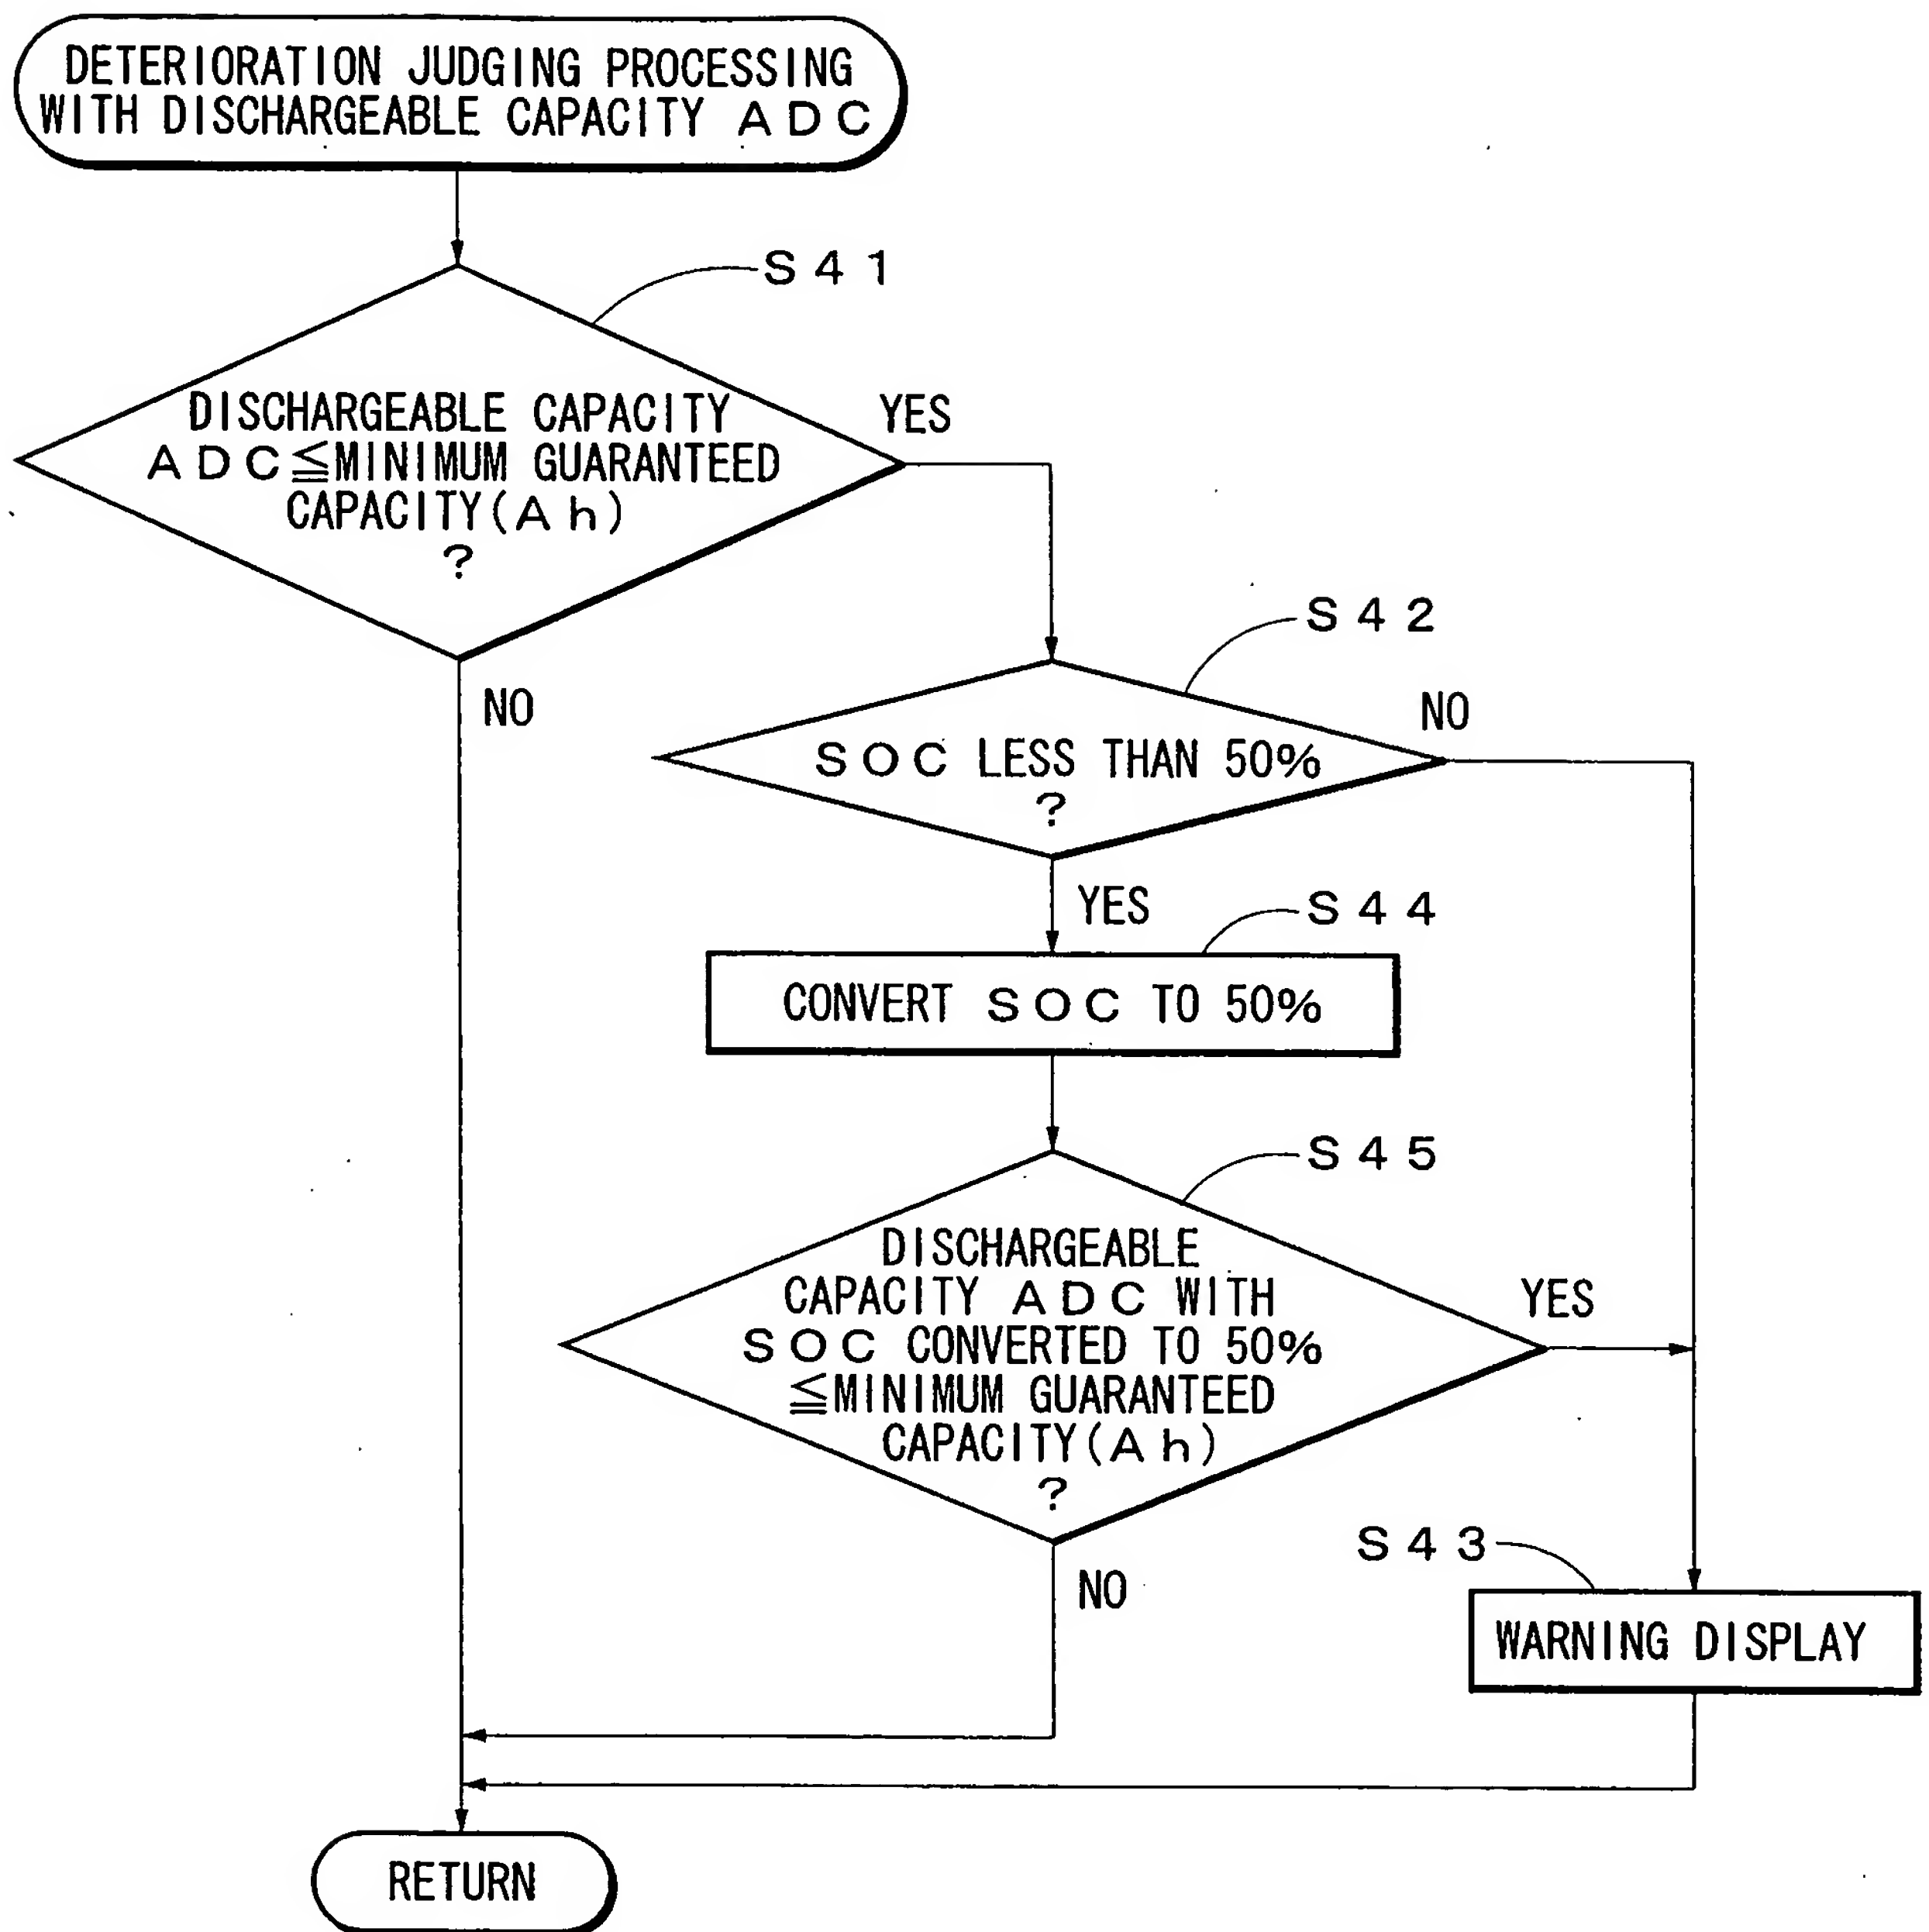 DETERIORATION JUDGING PROCESSING
WITH DISCHARGEABLE CAPACITY ADC
S41
DISCHARGEABLE CAPACITY
ADC≦MINIMUM GUARANTEED
CAPACITY(Ah)
?
YES
NO
S42
SOC LESS THAN 50%
?
NO
YES
S44
CONVERT SOC TO 50%
S45
DISCHARGEABLE
CAPACITY ADC WITH
SOC CONVERTED TO 50%
≦MINIMUM GUARANTEED
CAPACITY(Ah)
?
YES
NO
S43
WARNING DISPLAY
RETURN